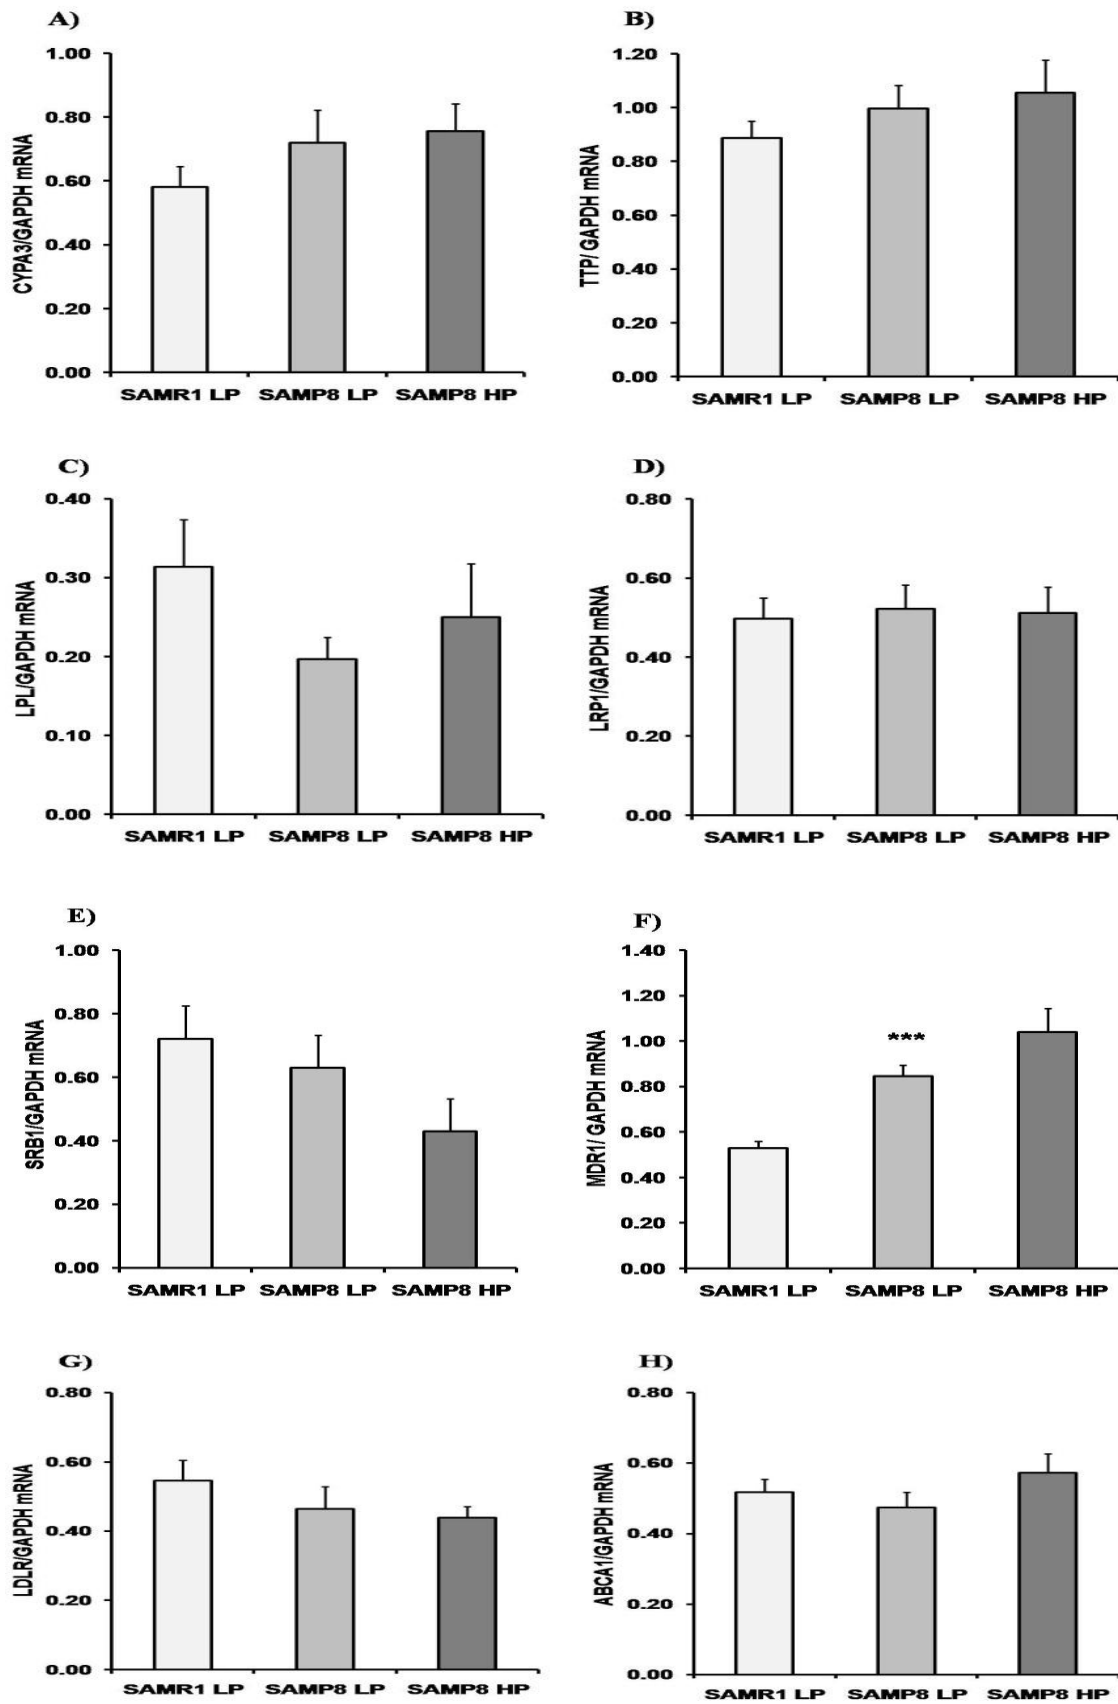 A)
1.00
0.80
0.60
0.40
0.20
0.00
CYPA3/GAPDH mRNA
SAMR1 LP SAMP8 LP SAMP8 HP
B)
1.20
1.00
0.80
0.60
0.40
0.20
0.00
TTP/ GAPDH mRNA
SAMR1 LP SAMP8 LP SAMP8 HP
C)
0.40
0.30
0.20
0.10
0.00
LPL/GAPDH mRNA
SAMR1 LP SAMP8 LP SAMP8 HP
D)
0.80
0.60
0.40
0.20
0.00
LRP1/GAPDH mRNA
SAMR1 LP SAMP8 LP SAMP8 HP
E)
1.00
0.80
0.60
0.40
0.20
0.00
SRB1/GAPDH mRNA
SAMR1 LP SAMP8 LP SAMP8 HP
F)
1.40
1.20
1.00
0.80
0.60
0.40
0.20
0.00
MDR1/ GAPDH mRNA
***
SAMR1 LP SAMP8 LP SAMP8 HP
G)
0.80
0.60
0.40
0.20
0.00
LDLR/GAPDH mRNA
SAMR1 LP SAMP8 LP SAMP8 HP
H)
0.80
0.60
0.40
0.20
0.00
ABCA1/GAPDH mRNA
SAMR1 LP SAMP8 LP SAMP8 HP